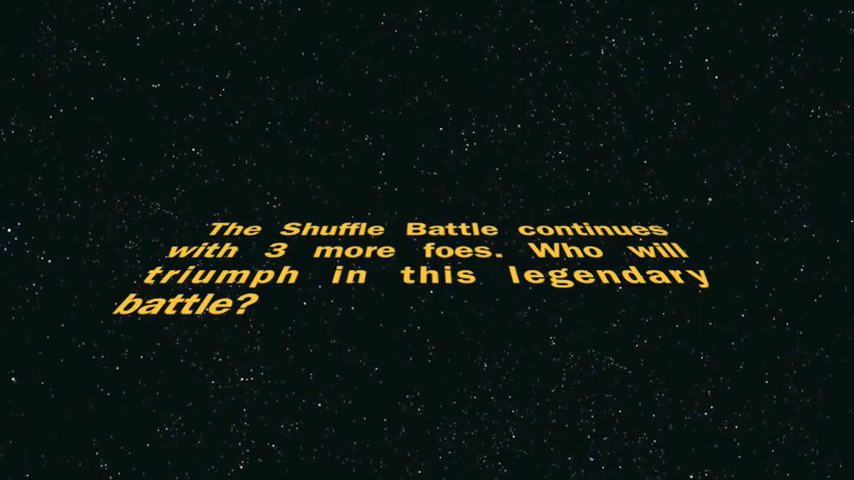 The Shuffle Battle continues
with 3 more foes. Who will
triumph in this legendary
battle?